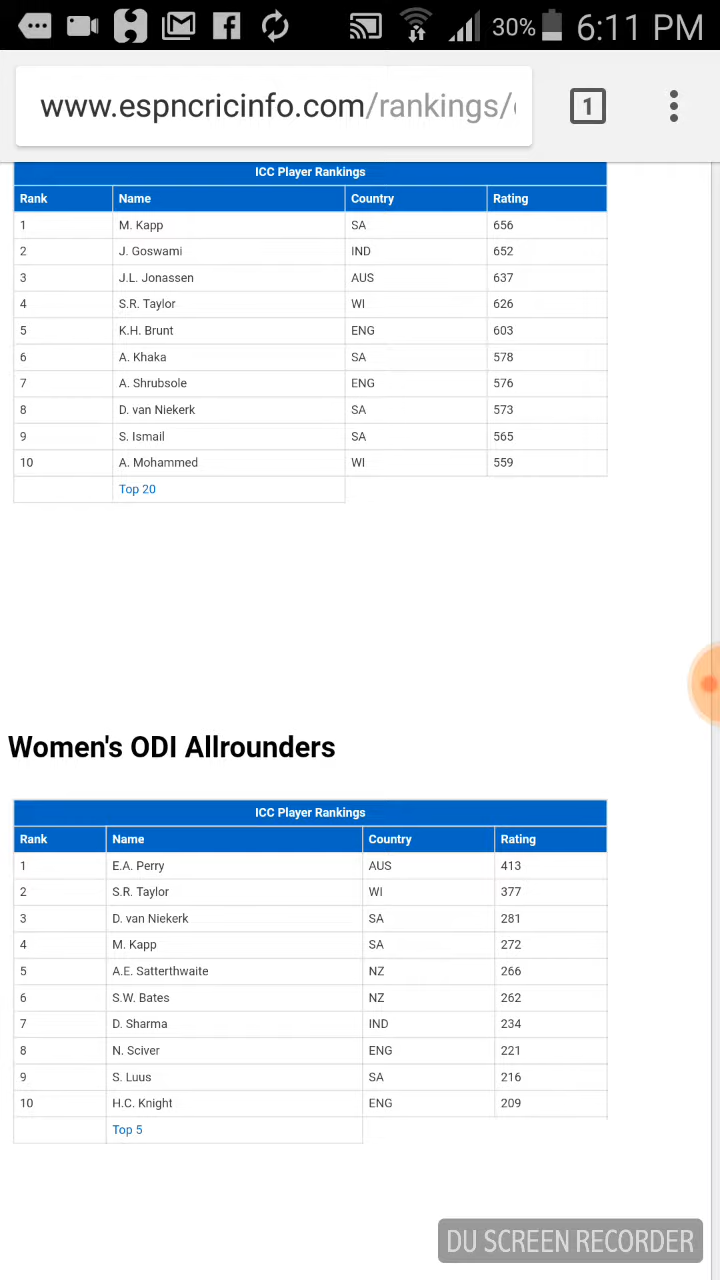 30% 6:11 PM
www.espncricinfo.com/rankings/
1
ICC Player Rankings
Rank Name Country Rating
1 M. Kapp SA 656
2 J. Goswami IND 652
3 J.L. Jonassen AUS 637
4 S.R. Taylor WI 626
5 K.H. Brunt ENG 603
6 A. Khaka SA 578
7 A. Shrubsole ENG 576
8 D. van Niekerk SA 573
9 S. Ismail SA 565
10 A. Mohammed WI 559
Top 20
Women's ODI Allrounders
ICC Player Rankings
Rank Name Country Rating
1 E.A. Perry AUS 413
2 S.R. Taylor WI 377
3 D. van Niekerk SA 281
4 M. Kapp SA 272
5 A.E. Satterthwaite NZ 266
6 S.W. Bates NZ 262
7 D. Sharma IND 234
8 N. Sciver ENG 221
9 S. Luus SA 216
10 H.C. Knight ENG 209
Top 5
DU SCREEN RECORDER